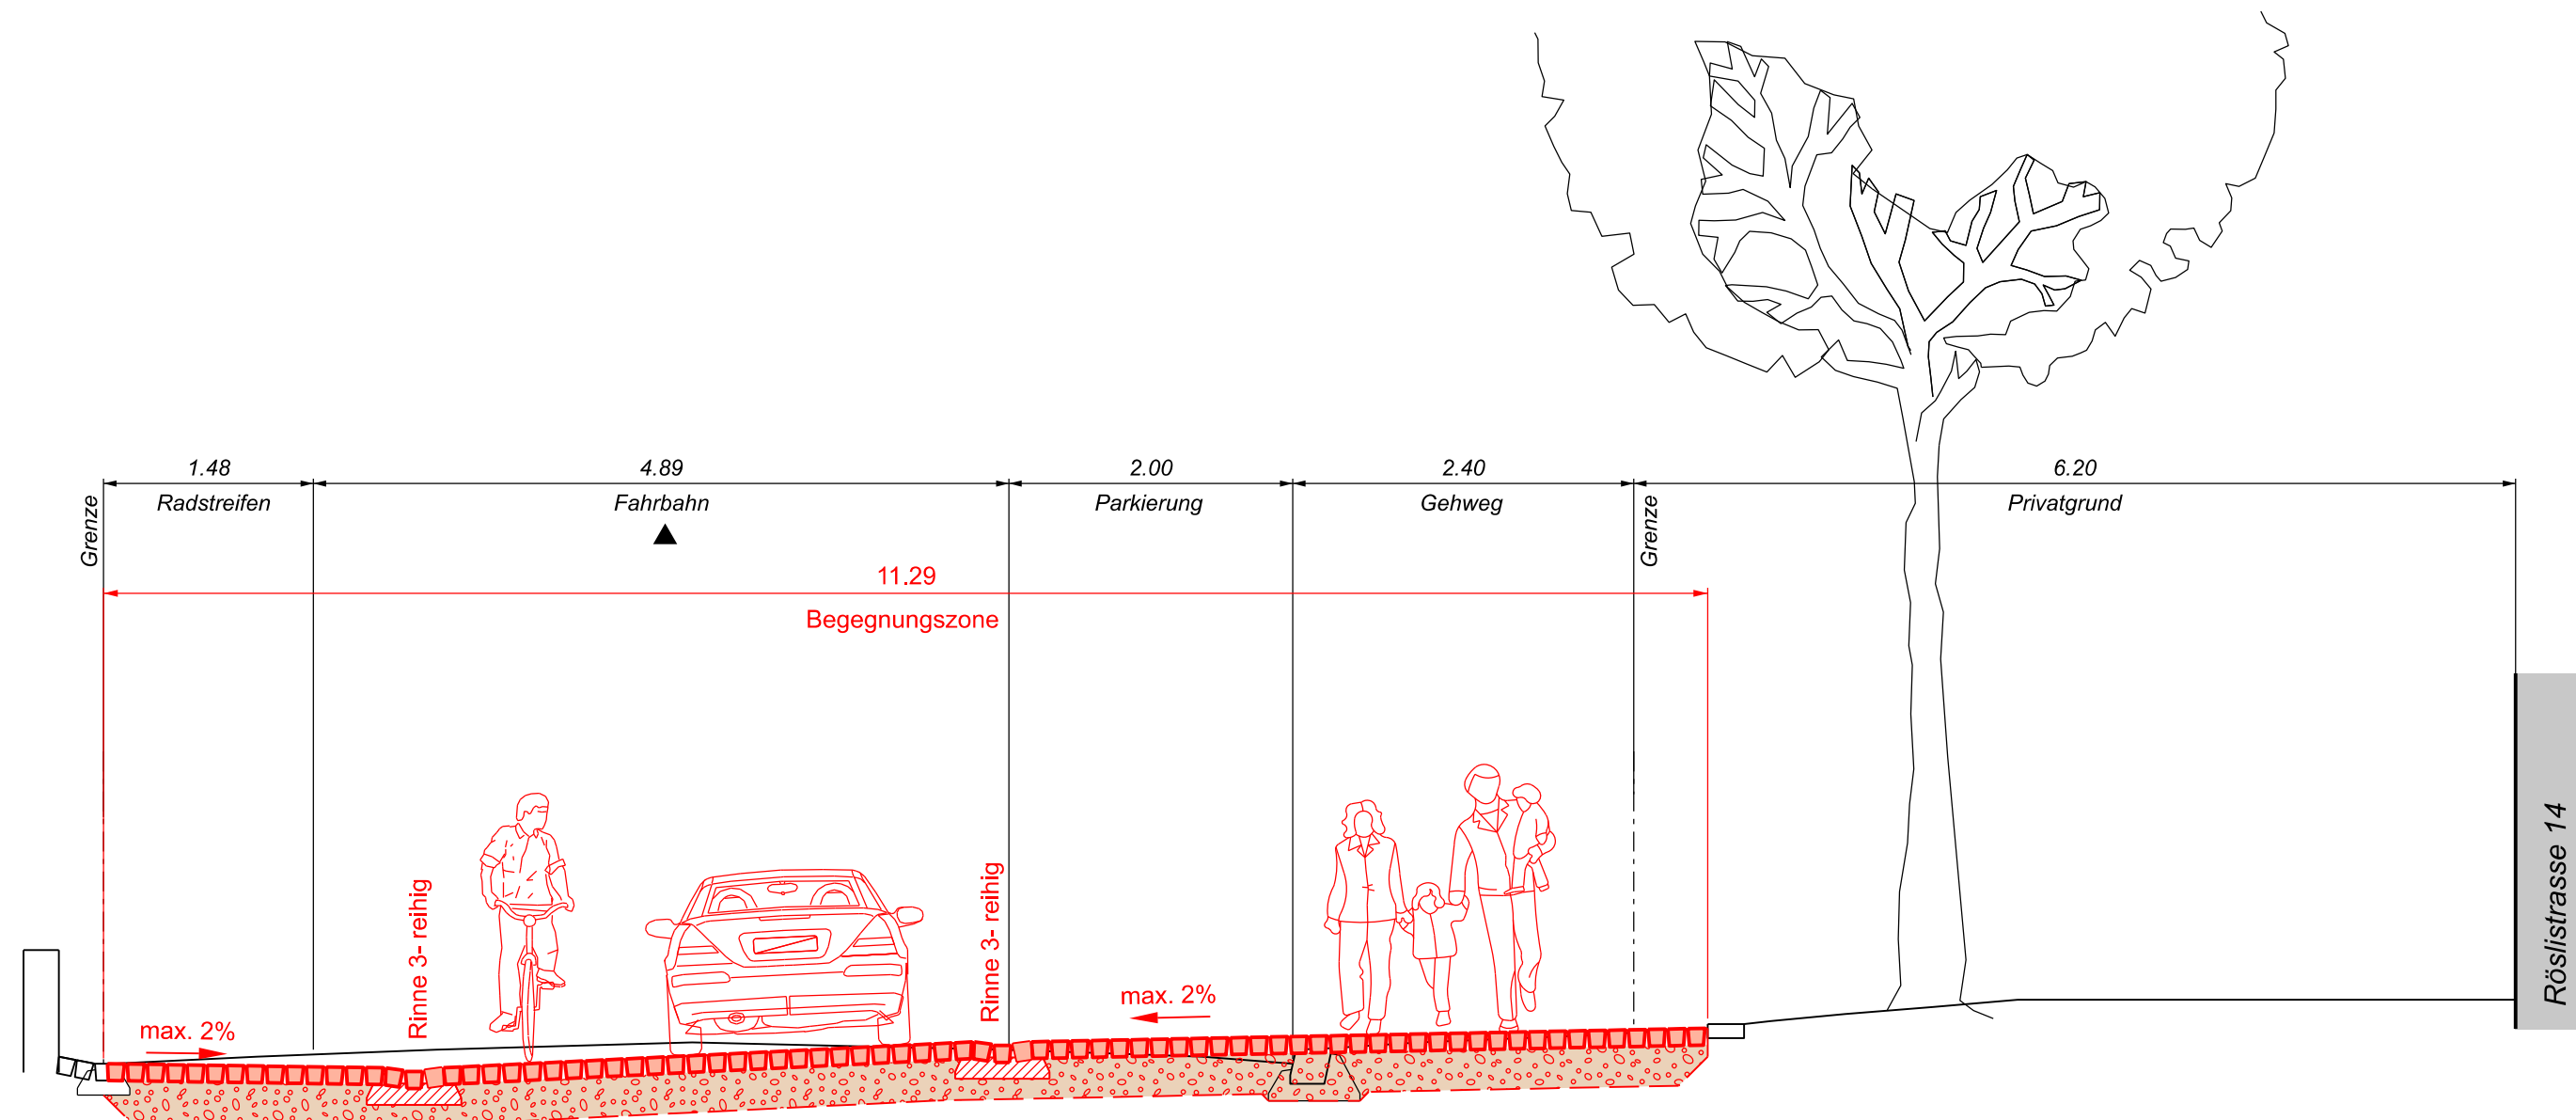 1.48
4.89
2.00
2.40
6.20
Grenze
Radstreifen
Fahrbahn
Parkierung
Gehweg
Grenze
Privatgrund
11.29
Begegnungszone
Rinne 3- reihig
Rinne 3- reihig
max. 2%
max. 2%
Röslistrasse 14